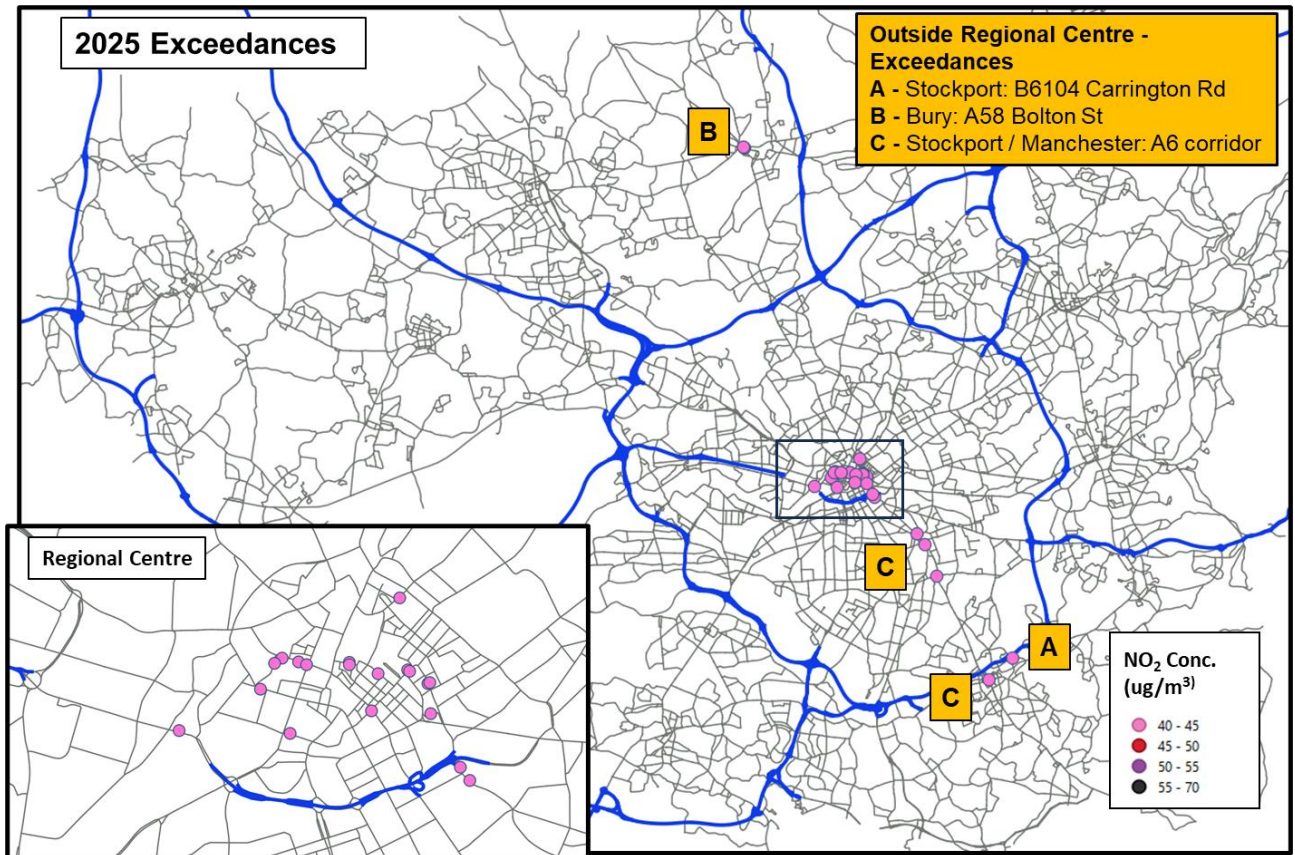 2025 Exceedances
Outside Regional Centre -
Exceedances
A - Stockport: B6104 Carrington Rd
B - Bury: A58 Bolton St
C - Stockport / Manchester: A6 corridor
B
C
A
C
Regional Centre
NO₂ Conc.
(ug/m³)
40 - 45
45 - 50
50 - 55
55 - 70